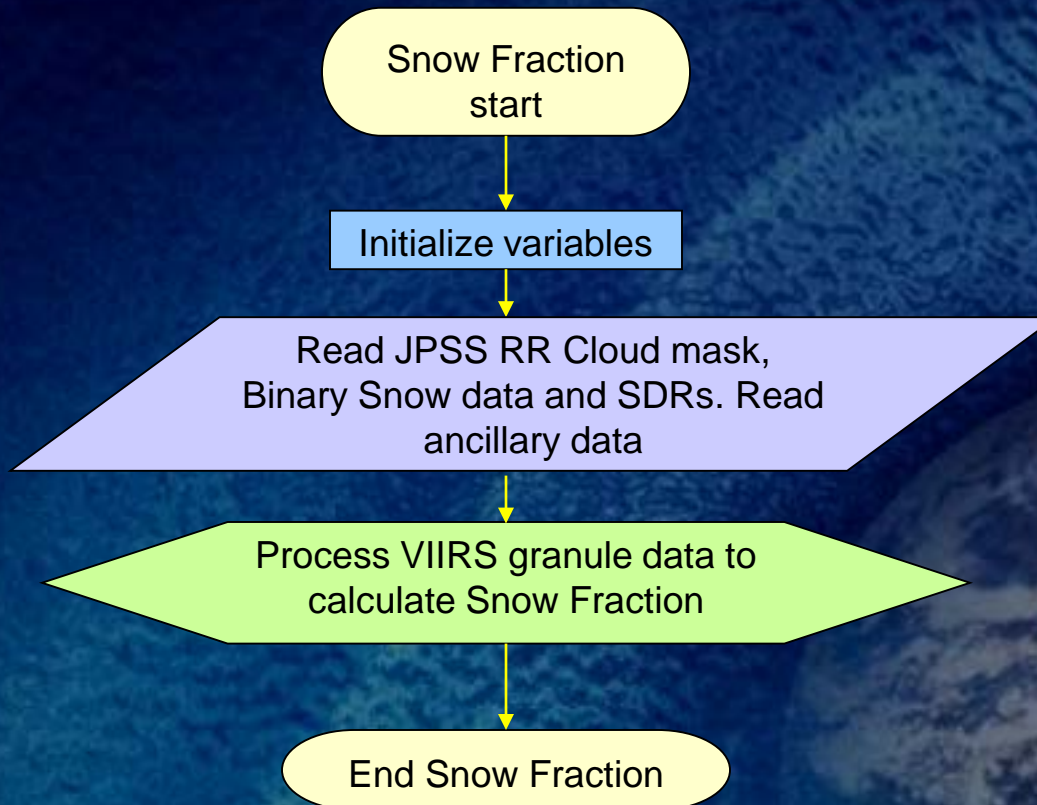 Snow Fraction
start
Initialize variables
Read JPSS RR Cloud mask,
Binary Snow data and SDRs. Read
ancillary data
Process VIIRS granule data to
calculate Snow Fraction
End Snow Fraction